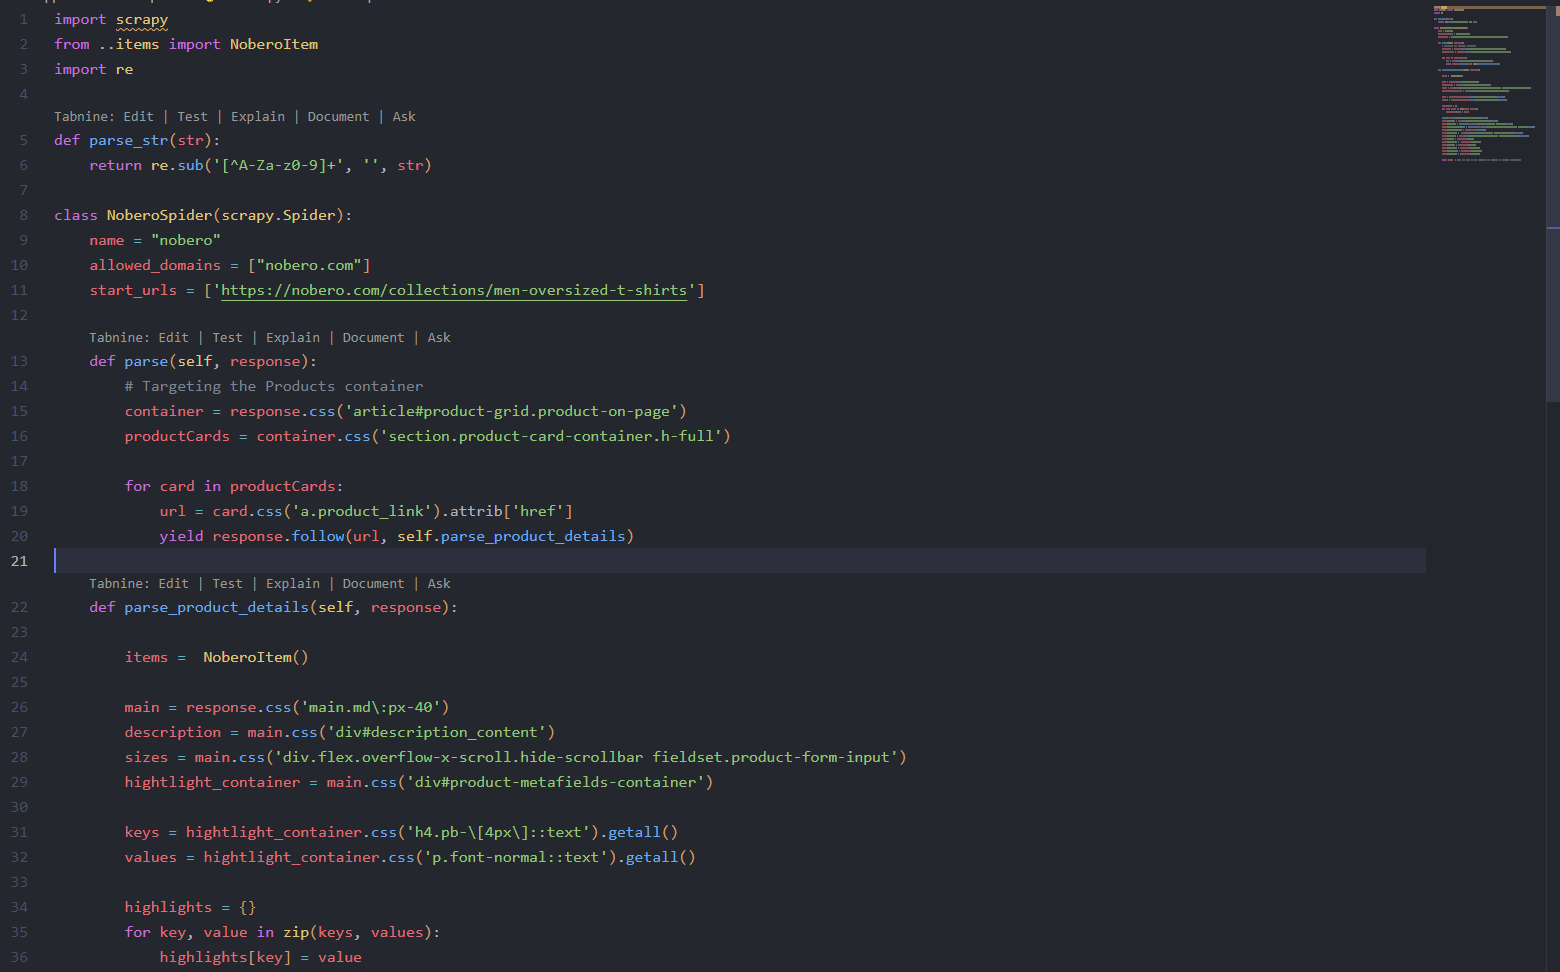 1 import scrapy
2 from ..items import NoberoItem
3 import re
4
Tabnine: Edit | Test | Explain | Document | Ask
5 def parse_str(str):
6     return re.sub('[^A-Za-z0-9]+', '', str)
7
8 class NoberoSpider(scrapy.Spider):
9     name = "nobero"
10     allowed_domains = ["nobero.com"]
11     start_urls = ['https://nobero.com/collections/men-oversized-t-shirts']
12
Tabnine: Edit | Test | Explain | Document | Ask
13     def parse(self, response):
14         # Targeting the Products container
15         container = response.css('article#product-grid.product-on-page')
16         productCards = container.css('section.product-card-container.h-full')
17
18         for card in productCards:
19             url = card.css('a.product_link').attrib['href']
20             yield response.follow(url, self.parse_product_details)
21
Tabnine: Edit | Test | Explain | Document | Ask
22     def parse_product_details(self, response):
23
24         items =  NoberoItem()
25
26         main = response.css('main.md\:px-40')
27         description = main.css('div#description_content')
28         sizes = main.css('div.flex.overflow-x-scroll.hide-scrollbar fieldset.product-form-input')
29         hightlight_container = main.css('div#product-metafields-container')
30
31         keys = hightlight_container.css('h4.pb-\[4px\]::text').getall()
32         values = hightlight_container.css('p.font-normal::text').getall()
33
34         highlights = {}
35         for key, value in zip(keys, values):
36             highlights[key] = value